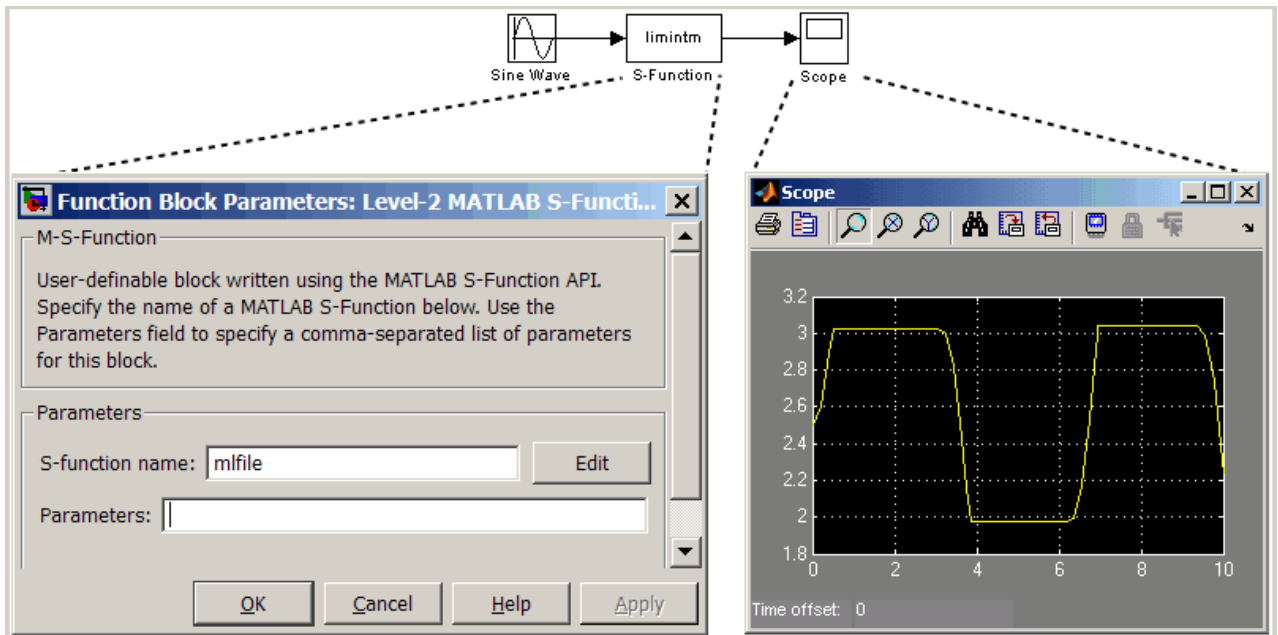 limintm
Sine Wave
S-Function
Scope
Function Block Parameters: Level-2 MATLAB S-Functi...
M-S-Function
User-definable block written using the MATLAB S-Function API.
Specify the name of a MATLAB S-Function below. Use the
Parameters field to specify a comma-separated list of parameters
for this block.
Parameters
S-function name: mlfile
Edit
Parameters:
OK
Cancel
Help
Apply
Scope
3.2
3
2.8
2.6
2.4
2.2
2
1.8
0 2 4 6 8 10
Time offset: 0